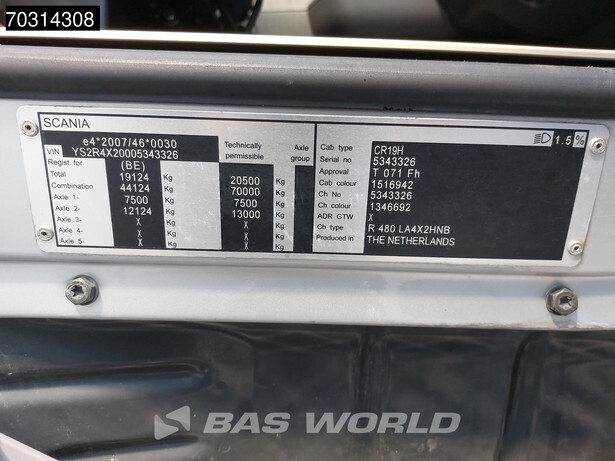 70314308
SCANIA
1.5 %
e4*2007/46*0030
VIN YS2R4X20005343326
Technically permissible Axle group
Regist. for (BE)
Total 19124 Kg 20500 Kg
Combination 44124 Kg 70000 Kg
Axle 1- 7500 Kg 7500 Kg
Axle 2- 12124 Kg 13000 Kg
Axle 3- X Kg X Kg
Axle 4- X Kg X Kg
Axle 5- X Kg X Kg
Cab type CR19H
Serial no 5343326
Approval T 071 Fh
Cab colour 1516942
Ch no 5343326
Ch Colour 1346692
ADR GTW X
Ch type R 480 LA4X2HNB
Produced in THE NETHERLANDS
BAS WORLD